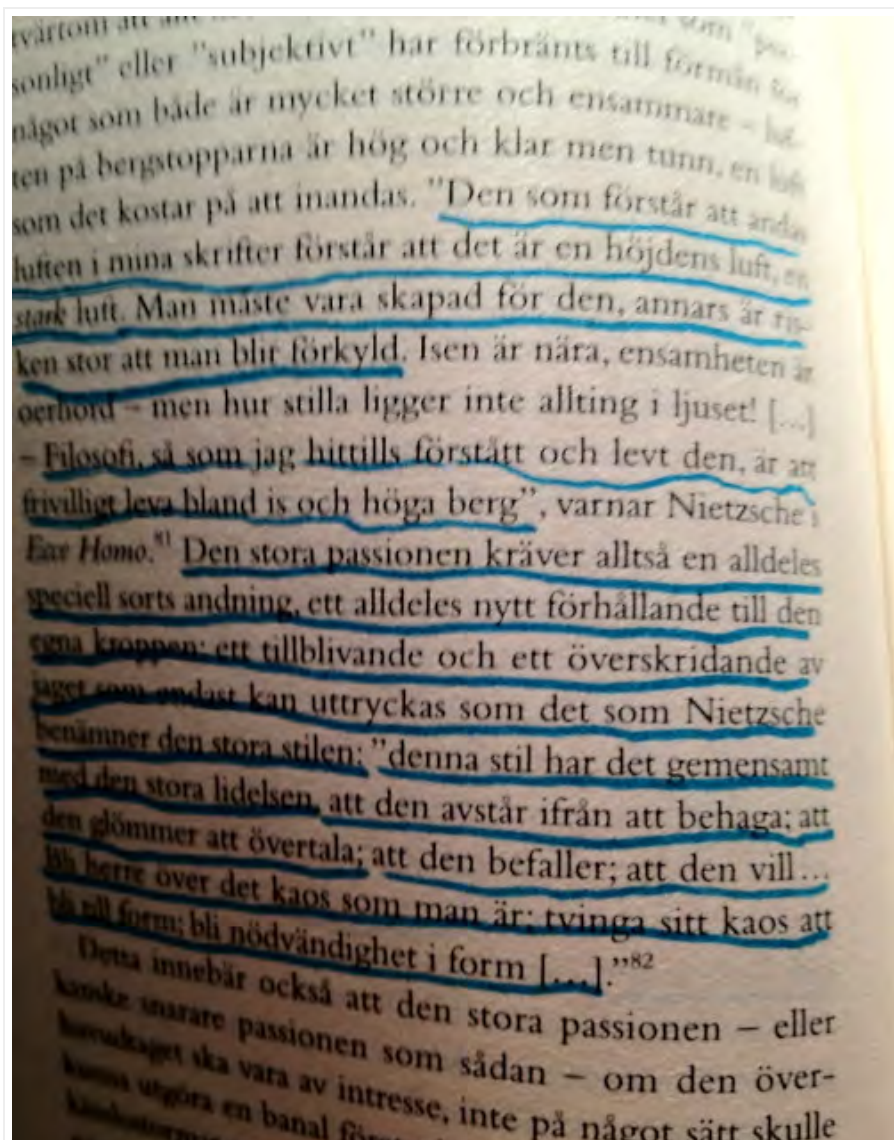 tvärtom att
sonligt" eller "subjektivt" har förbränts till förmån för
något som både är mycket större och ensammare – luf-
ten på bergstopparna är hög och klar men tunn, en luft
som det kostar på att inandas. "Den som förstår att andas
luften i mina skrifter förstår att det är en höjdens luft, en
stark luft. Man måste vara skapad för den, annars är ris-
ken stor att man blir förkyld. Isen är nära, ensamheten är
oerhörd – men hur stilla ligger inte allting i ljuset! [...]
– Filosofi, så som jag hittills förstått och levt den, är att
frivilligt leva bland is och höga berg", varnar Nietzsche i
Ecce Homo.81 Den stora passionen kräver alltså en alldeles
speciell sorts andning, ett alldeles nytt förhållande till den
egna kroppen: ett tillblivande och ett överskridande av
jaget som endast kan uttryckas som det som Nietzsche
benämner den stora stilen: "denna stil har det gemensamt
med den stora lidelsen, att den avstår ifrån att behaga; att
den glömmer att övertala; att den befaller; att den vill...
Bli herre över det kaos som man är; tvinga sitt kaos att
bli till form; bli nödvändighet i form [...]."82
Detta innebär också att den stora passionen – eller
kanske snarare passionen som sådan – om den över-
huvudtaget ska vara av intresse, inte på något sätt skulle
kunna utgöra en banal